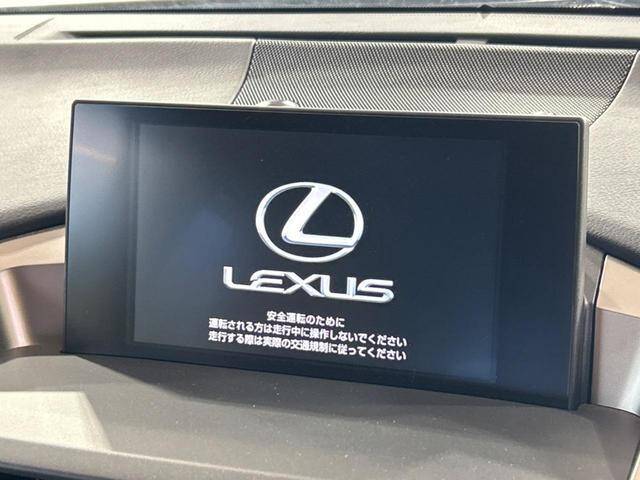 LEXUS
安全運転のために
運転される方は走行中に操作しないでください
走行する際は実際の交通規制に従ってください